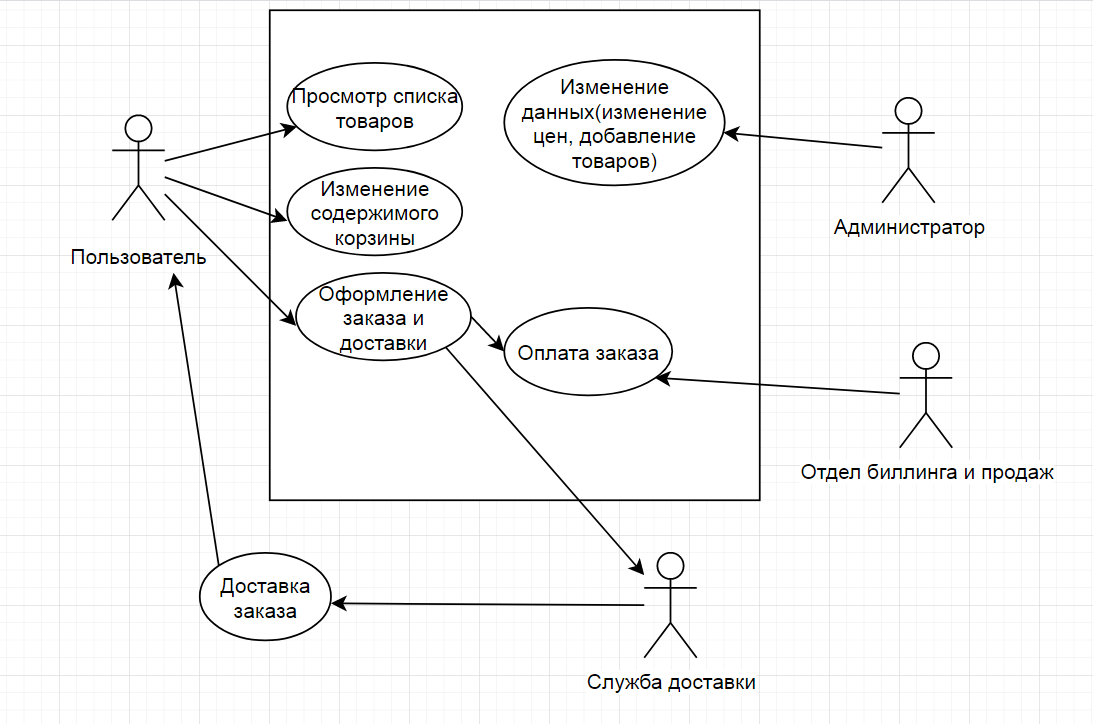 Просмотр списка
товаров
Изменение
данных(изменение
цен, добавление
товаров)
Изменение
содержимого
корзины
Администратор
Пользователь
Оформление
заказа и
доставки
Оплата заказа
Отдел биллинга и продаж
Доставка
заказа
Служба доставки